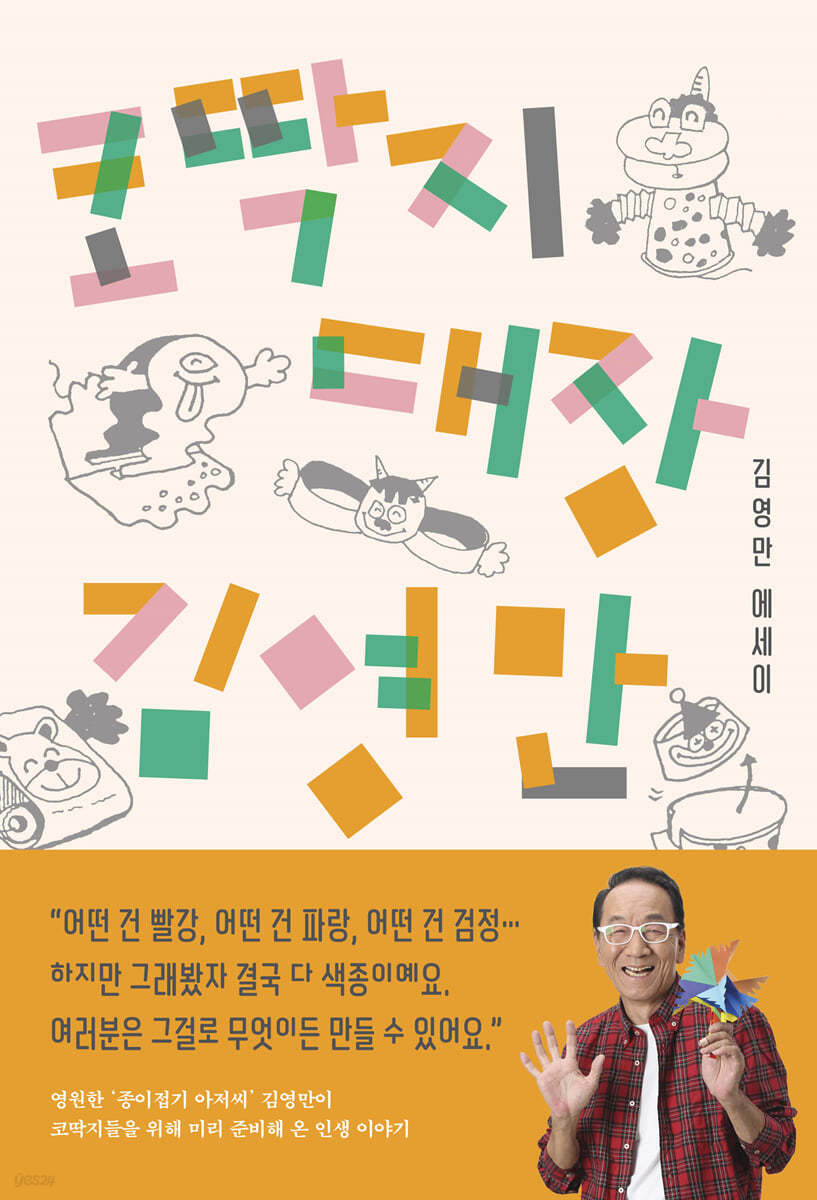 코딱지
대장
김영만
김영만 에세이
“어떤 건 빨강, 어떤 건 파랑, 어떤 건 검정…
하지만 그래봤자 결국 다 색종이예요.
여러분은 그걸로 무엇이든 만들 수 있어요.”
영원한 ‘종이접기 아저씨’ 김영만이
코딱지들을 위해 미리 준비해 온 인생 이야기
yes24